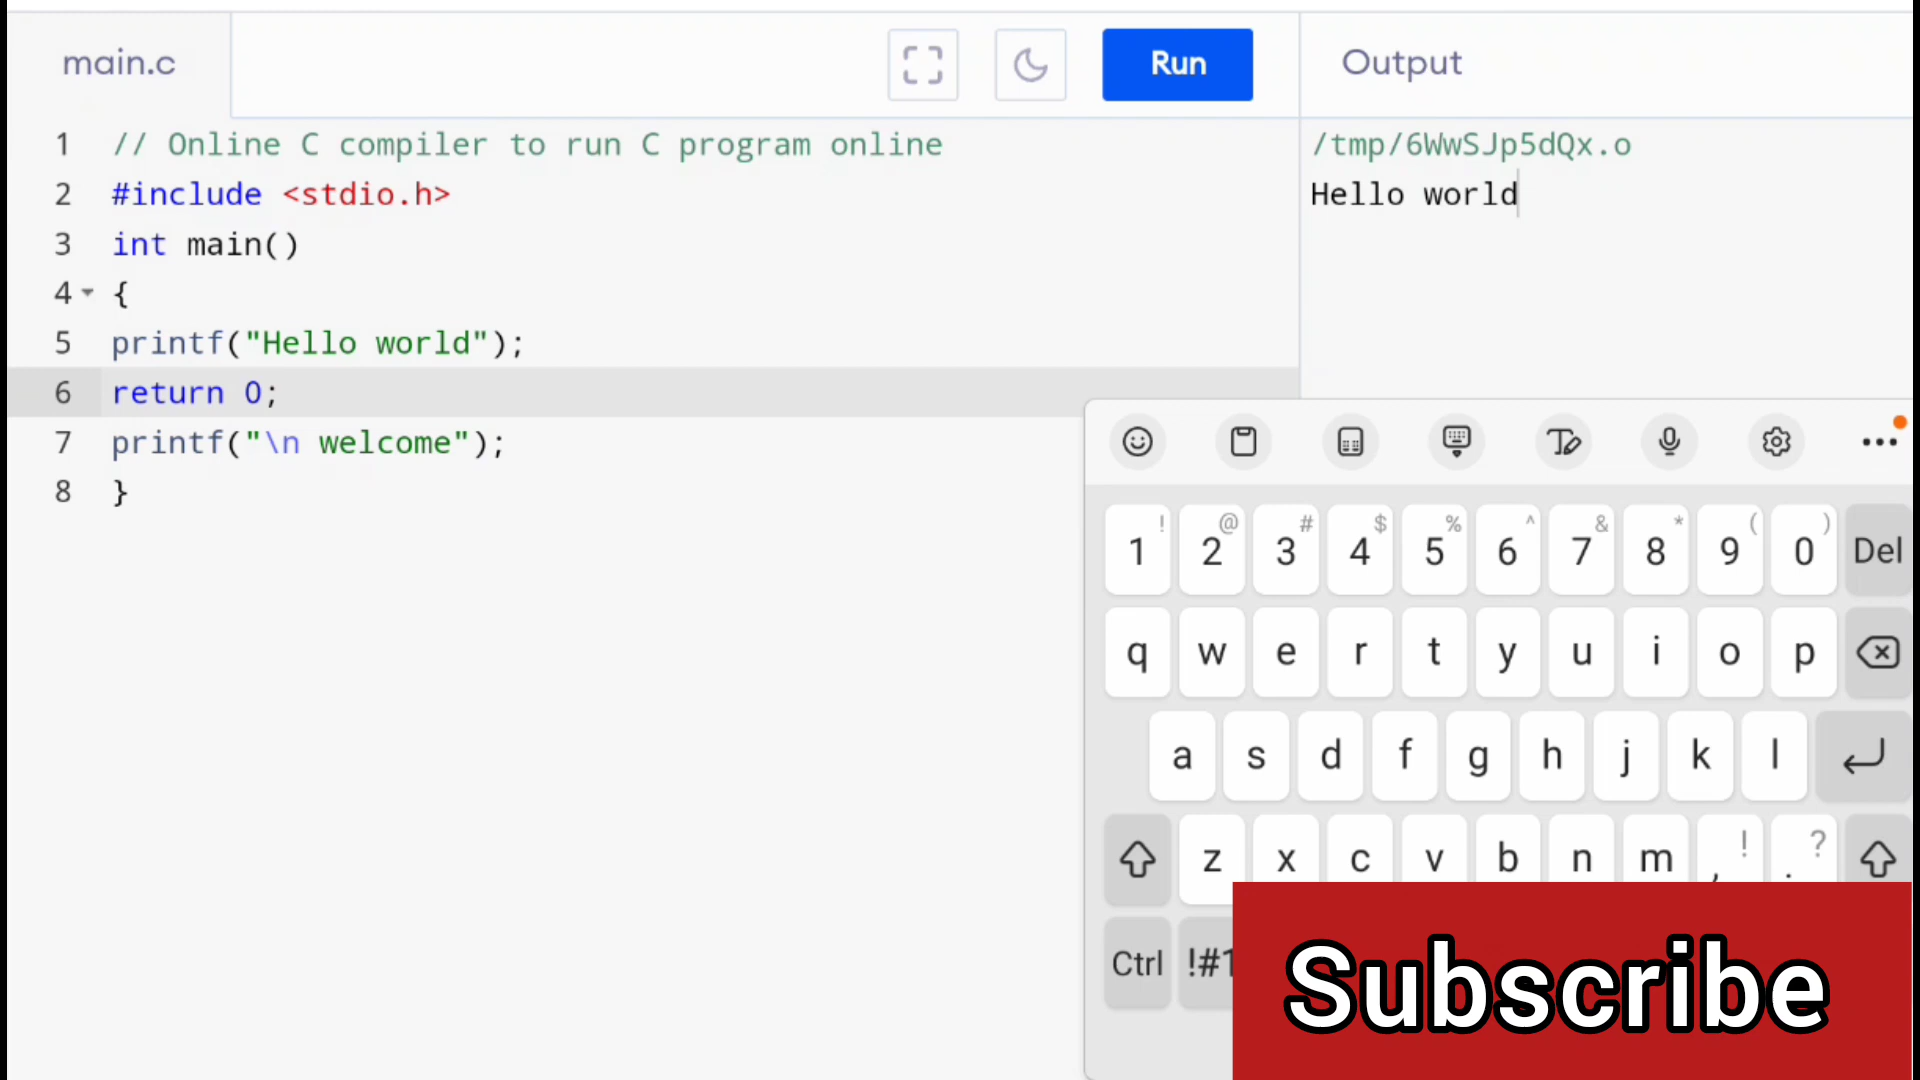 main.c
Run
Output
1 // Online C compiler to run C program online
2 #include <stdio.h>
3 int main()
4 {
5 printf("Hello world");
6 return 0;
7 printf("\n welcome");
8 }
/tmp/6WwSJp5dQx.o
Hello world
! @ # $ % ^ & * ( )
1 2 3 4 5 6 7 8 9 0 Del
q w e r t y u i o p
a s d f g h j k l
z x c v b n m , ! . ?
Ctrl !#1
Subscribe